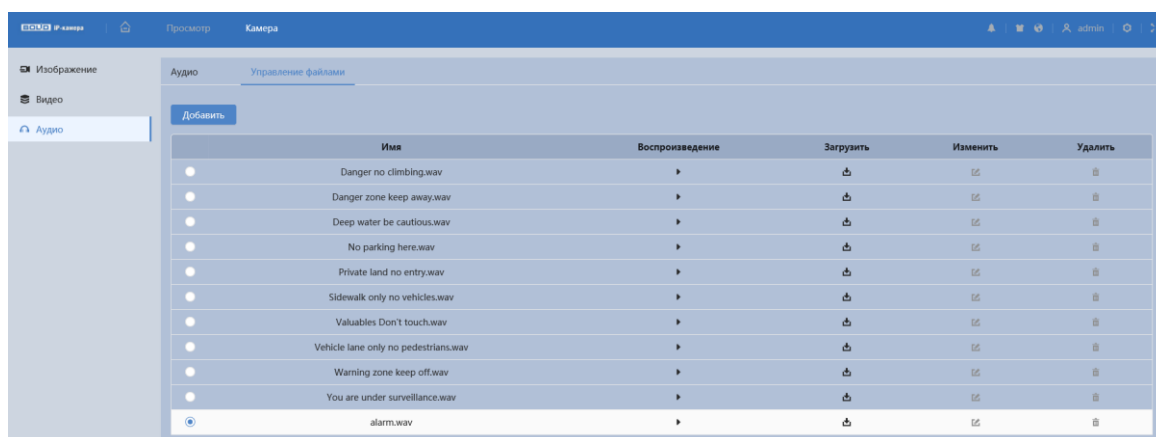 BOLID IP-камера Просмотр Камера admin
Изображение
Видео
Аудио
Аудио Управление файлами
Добавить
Имя Воспроизведение Загрузить Изменить Удалить
Danger no climbing.wav
Danger zone keep away.wav
Deep water be cautious.wav
No parking here.wav
Private land no entry.wav
Sidewalk only no vehicles.wav
Valuables Don't touch.wav
Vehicle lane only no pedestrians.wav
Warning zone keep off.wav
You are under surveillance.wav
alarm.wav